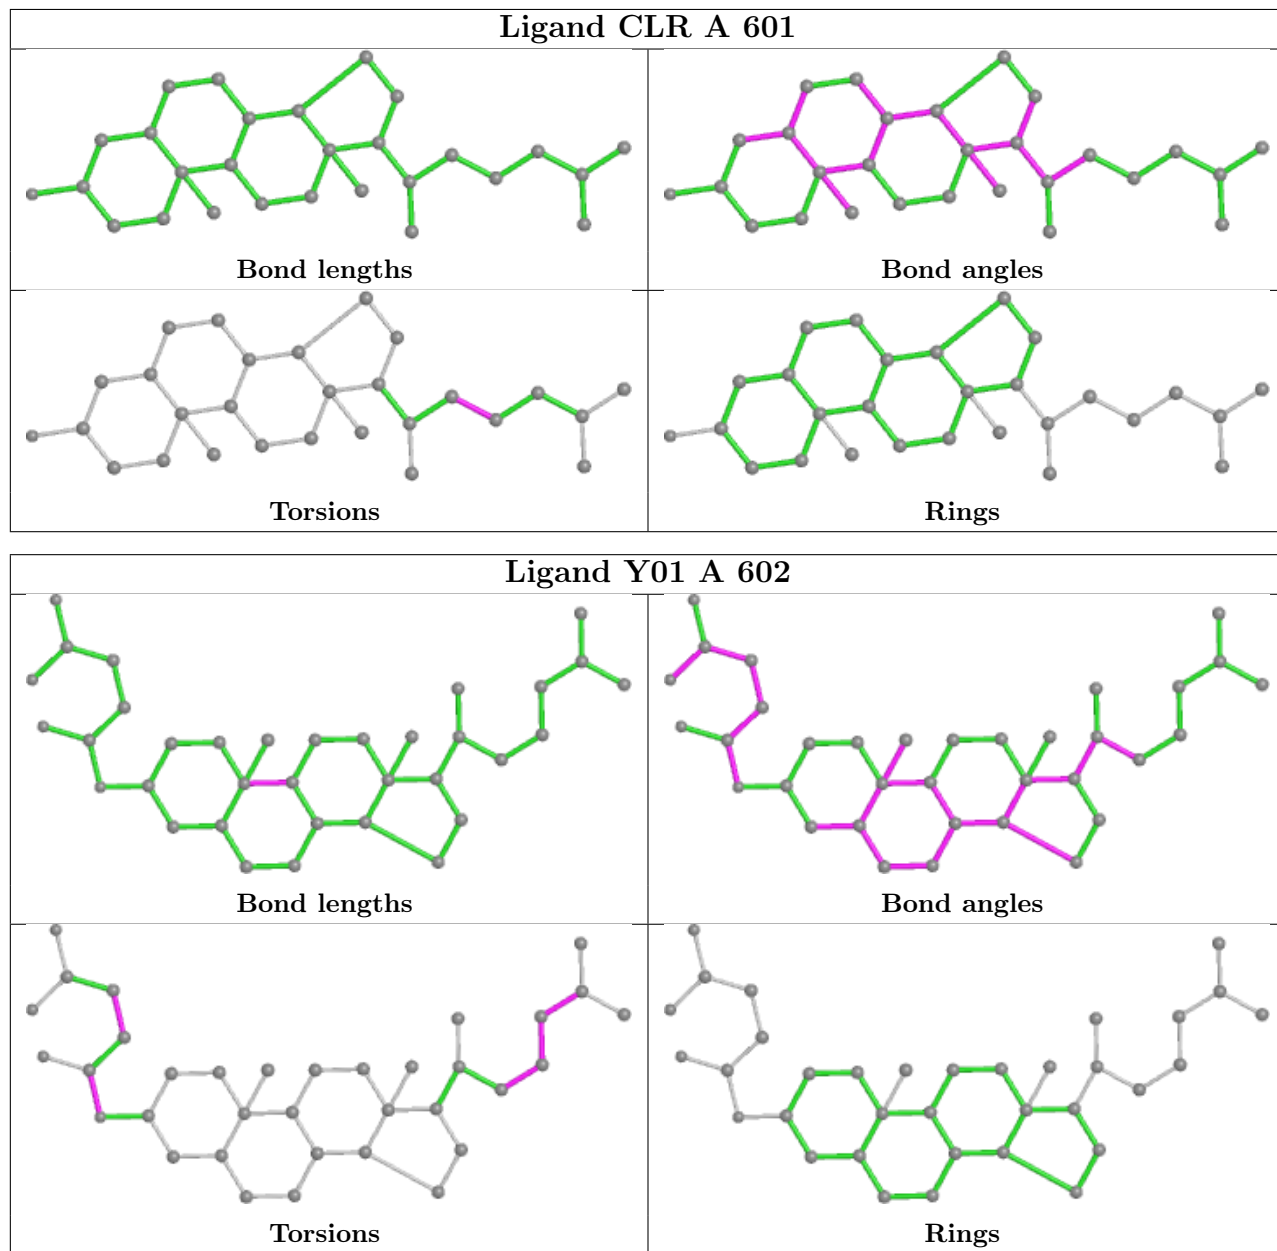 Ligand CLR A 601
Bond lengths
Bond angles
Torsions
Rings
Ligand Y01 A 602
Bond lengths
Bond angles
Torsions
Rings